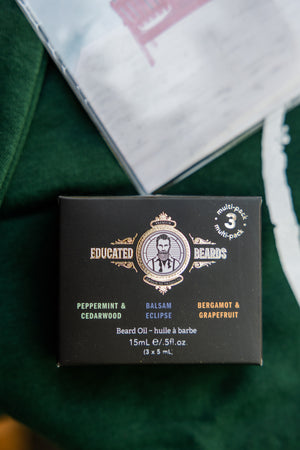 multi-pack
3
multi-pack
EDUCATED BEARDS
PEPPERMINT &
CEDARWOOD
BALSAM
ECLIPSE
BERGAMOT &
GRAPEFRUIT
Beard Oil – huile à barbe
15mL ℮/.5fl.oz.
(3 x 5 mL)